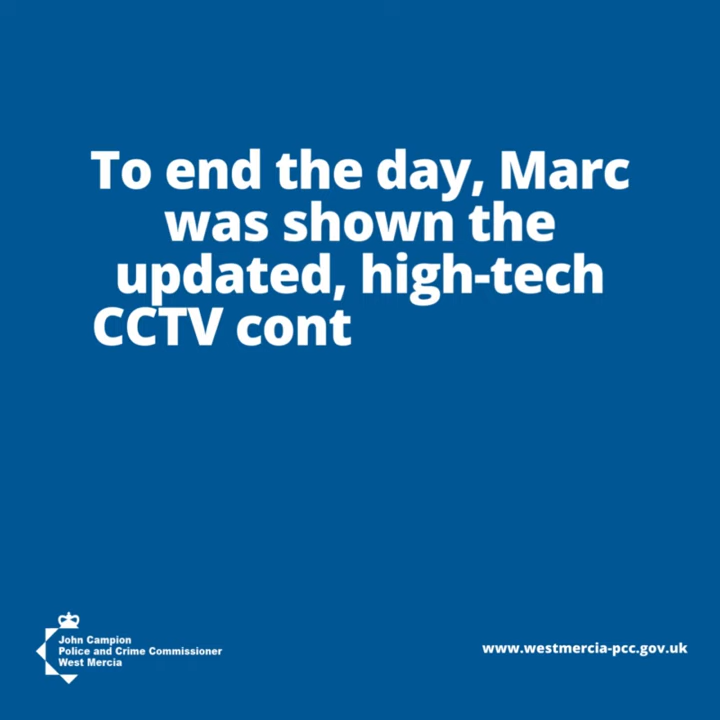 To end the day, Marc
was shown the
updated, high-tech
CCTV cont
John Campion
Police and Crime Commissioner
West Mercia
www.westmercia-pcc.gov.uk